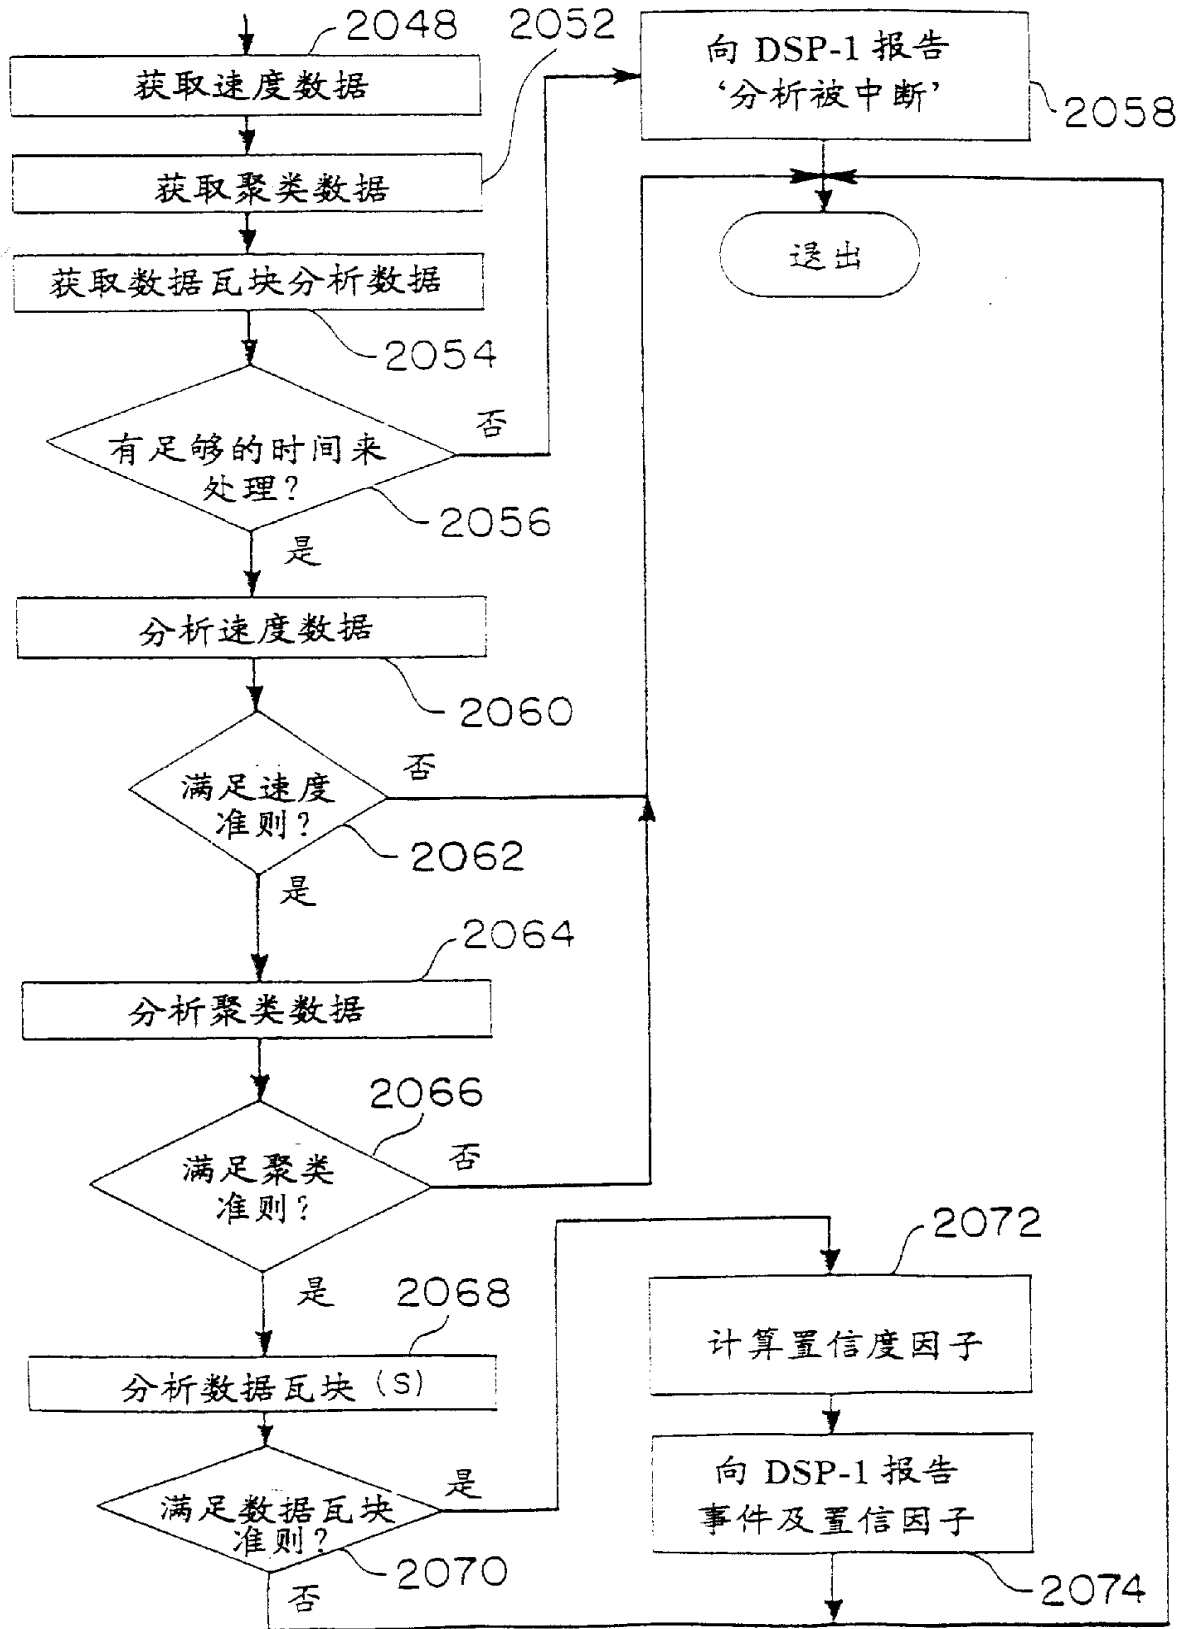 2048
获取速度数据
2052
获取聚类数据
获取数据瓦块分析数据
2054
向 DSP-1 报告
‘分析被中断’
2058
退出
有足够的时间来
处理?
否
2056
是
分析速度数据
2060
满足速度
准则?
否
2062
是
2064
分析聚类数据
2066
满足聚类
准则?
否
是
2068
分析数据瓦块(S)
满足数据瓦块
准则?
是
2070
否
2072
计算置信度因子
向 DSP-1 报告
事件及置信因子
2074